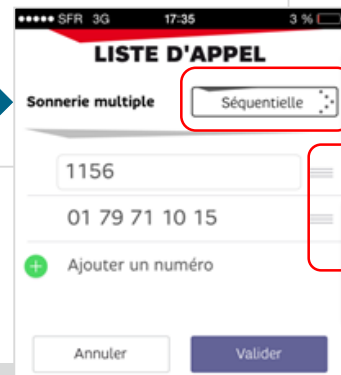 SFR 3G 17:35 3 %
LISTE D'APPEL
Sonnerie multiple Séquentielle
1156
01 79 71 10 15
Ajouter un numéro
Annuler Valider